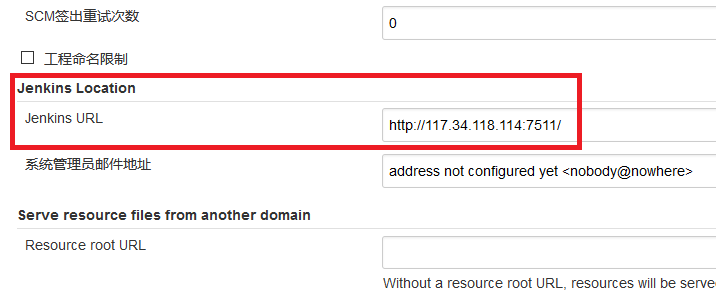 SCM签出重试次数
0
工程命名限制
Jenkins Location
Jenkins URL
http://117.34.118.114:7511/
系统管理员邮件地址
address not configured yet <nobody@nowhere>
Serve resource files from another domain
Resource root URL
Without a resource root URL, resources will be serve